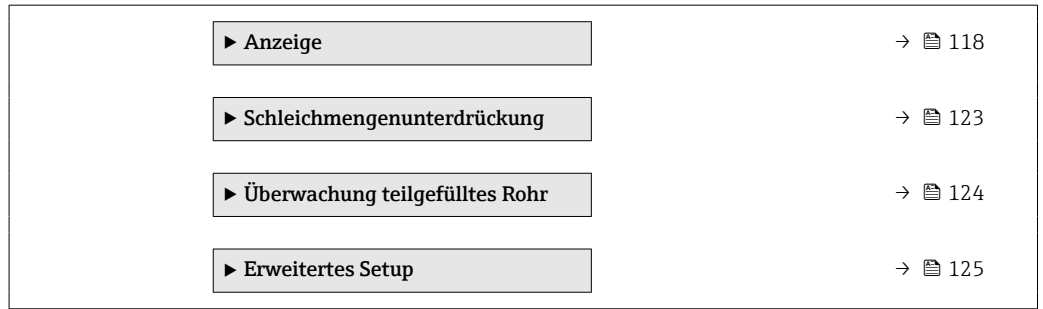 ▶ Anzeige → 118
▶ Schleichmengenunterdrückung → 123
▶ Überwachung teilgefülltes Rohr → 124
▶ Erweitertes Setup → 125